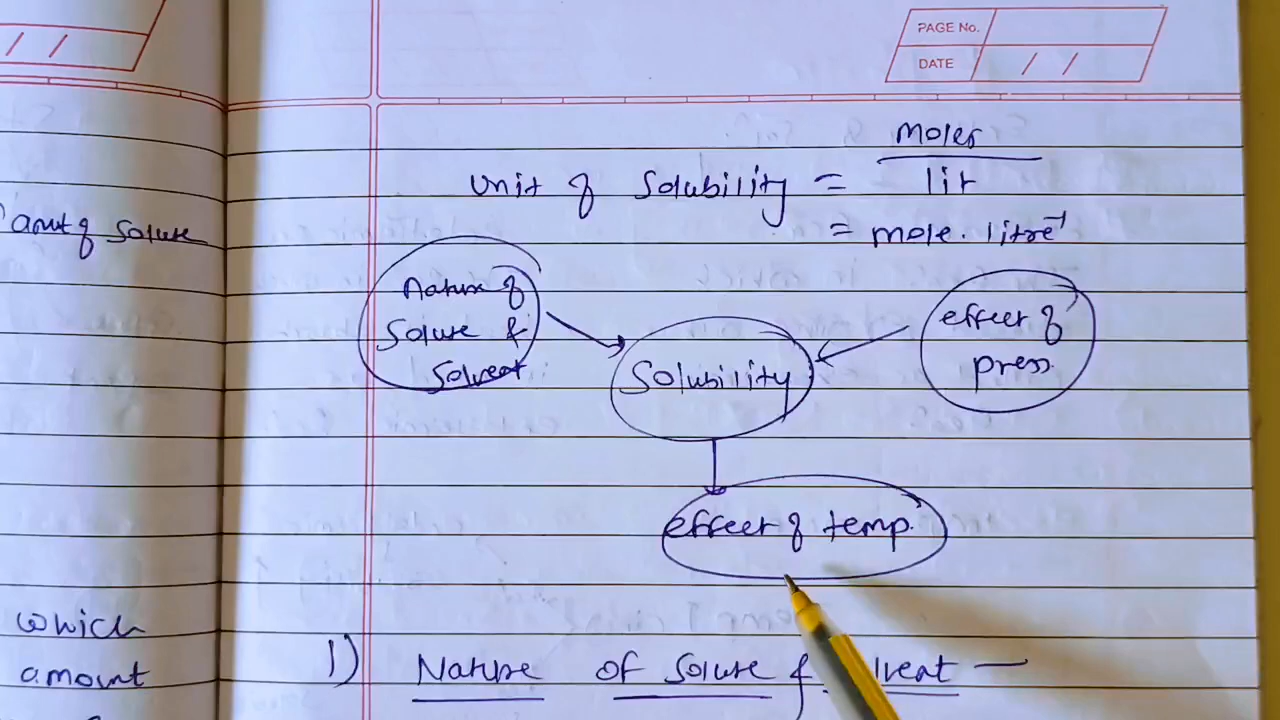 PAGE No.
DATE / /
/ /
moles
unit of solubility = lit
= mole. litre⁻¹
amt of solute
nature of
solute &
solvent
effect of
press.
solubility
effect of temp.
which
amount
1) Nature of solute & lvent —